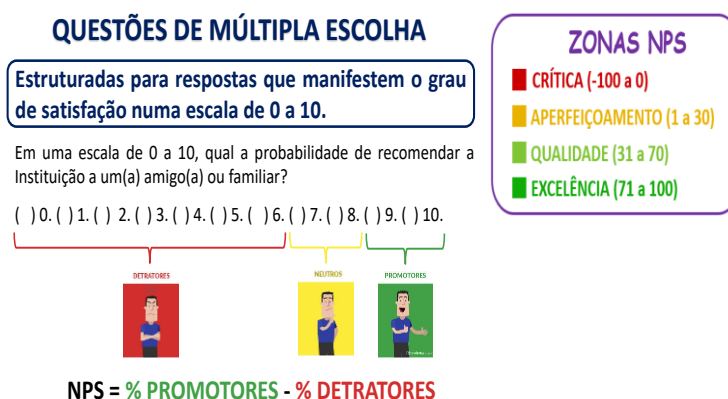 QUESTÕES DE MÚLTIPLA ESCOLHA
Estruturadas para respostas que manifestem o grau
de satisfação numa escala de 0 a 10.
Em uma escala de 0 a 10, qual a probabilidade de recomendar a
Instituição a um(a) amigo(a) ou familiar?
( ) 0. ( ) 1. ( ) 2. ( ) 3. ( ) 4. ( ) 5. ( ) 6. ( ) 7. ( ) 8. ( ) 9. ( ) 10.
DETRATORES
NEUTROS
PROMOTORES
NPS = % PROMOTORES - % DETRATORES
ZONAS NPS
CRÍTICA (-100 a 0)
APERFEIÇOAMENTO (1 a 30)
QUALIDADE (31 a 70)
EXCELÊNCIA (71 a 100)